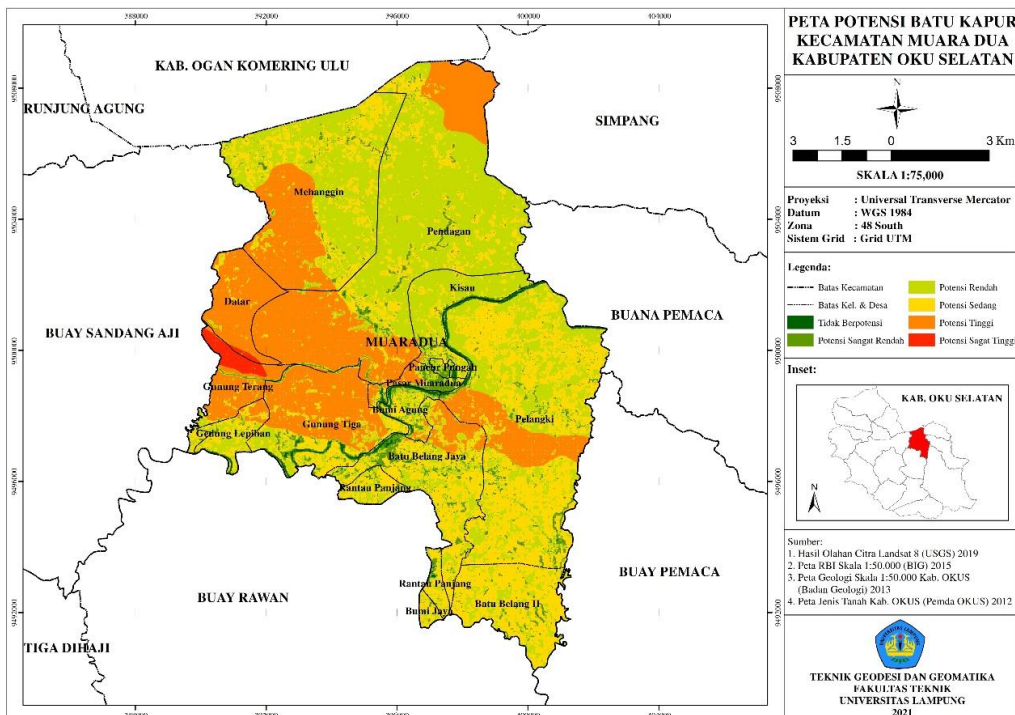 PETA POTENSI BATU KAPUR
KECAMATAN MUARA DUA
KABUPATEN OKU SELATAN
N
3 1.5 0 3 Km
SKALA 1:75,000
Proyeksi : Universal Transverse Mercator
Datum : WGS 1984
Zona : 48 South
Sistem Grid : Grid UTM
Legenda:
Batas Kecamatan
Batas Kel. & Desa
Tidak Berpotensi
Potensi Sangat Rendah
Potensi Rendah
Potensi Sedang
Potensi Tinggi
Potensi Sagat Tinggi
Inset:
KAB. OKU SELATAN
N
Sumber:
1. Hasil Olahan Citra Landsat 8 (USGS) 2019
2. Peta RBI Skala 1:50.000 (BIG) 2015
3. Peta Geologi Skala 1:50.000 Kab. OKUS
(Badan Geologi) 2013
4. Peta Jenis Tanah Kab. OKUS (Pemda OKUS) 2012
TEKNIK GEODESI DAN GEOMATIKA
FAKULTAS TEKNIK
UNIVERSITAS LAMPUNG
2021
KAB. OGAN KOMERING ULU
RUNJUNG AGUNG
SIMPANG
Mehanggin
Pendagan
Kisau
Datar
BUAY SANDANG AJI
BUANA PEMACA
MUARADUA
Pancur Pungah
Pasar Muaradua
Gunung Terang
Bumi Agung
Pelangki
Gunung Tiga
Gedung Lepihan
Batu Belang Jaya
Rantau Panjang
BUAY RAWAN
BUAY PEMACA
Rantau Panjang
Bumi Jaya
Batu Belang II
TIGA DIHAJI